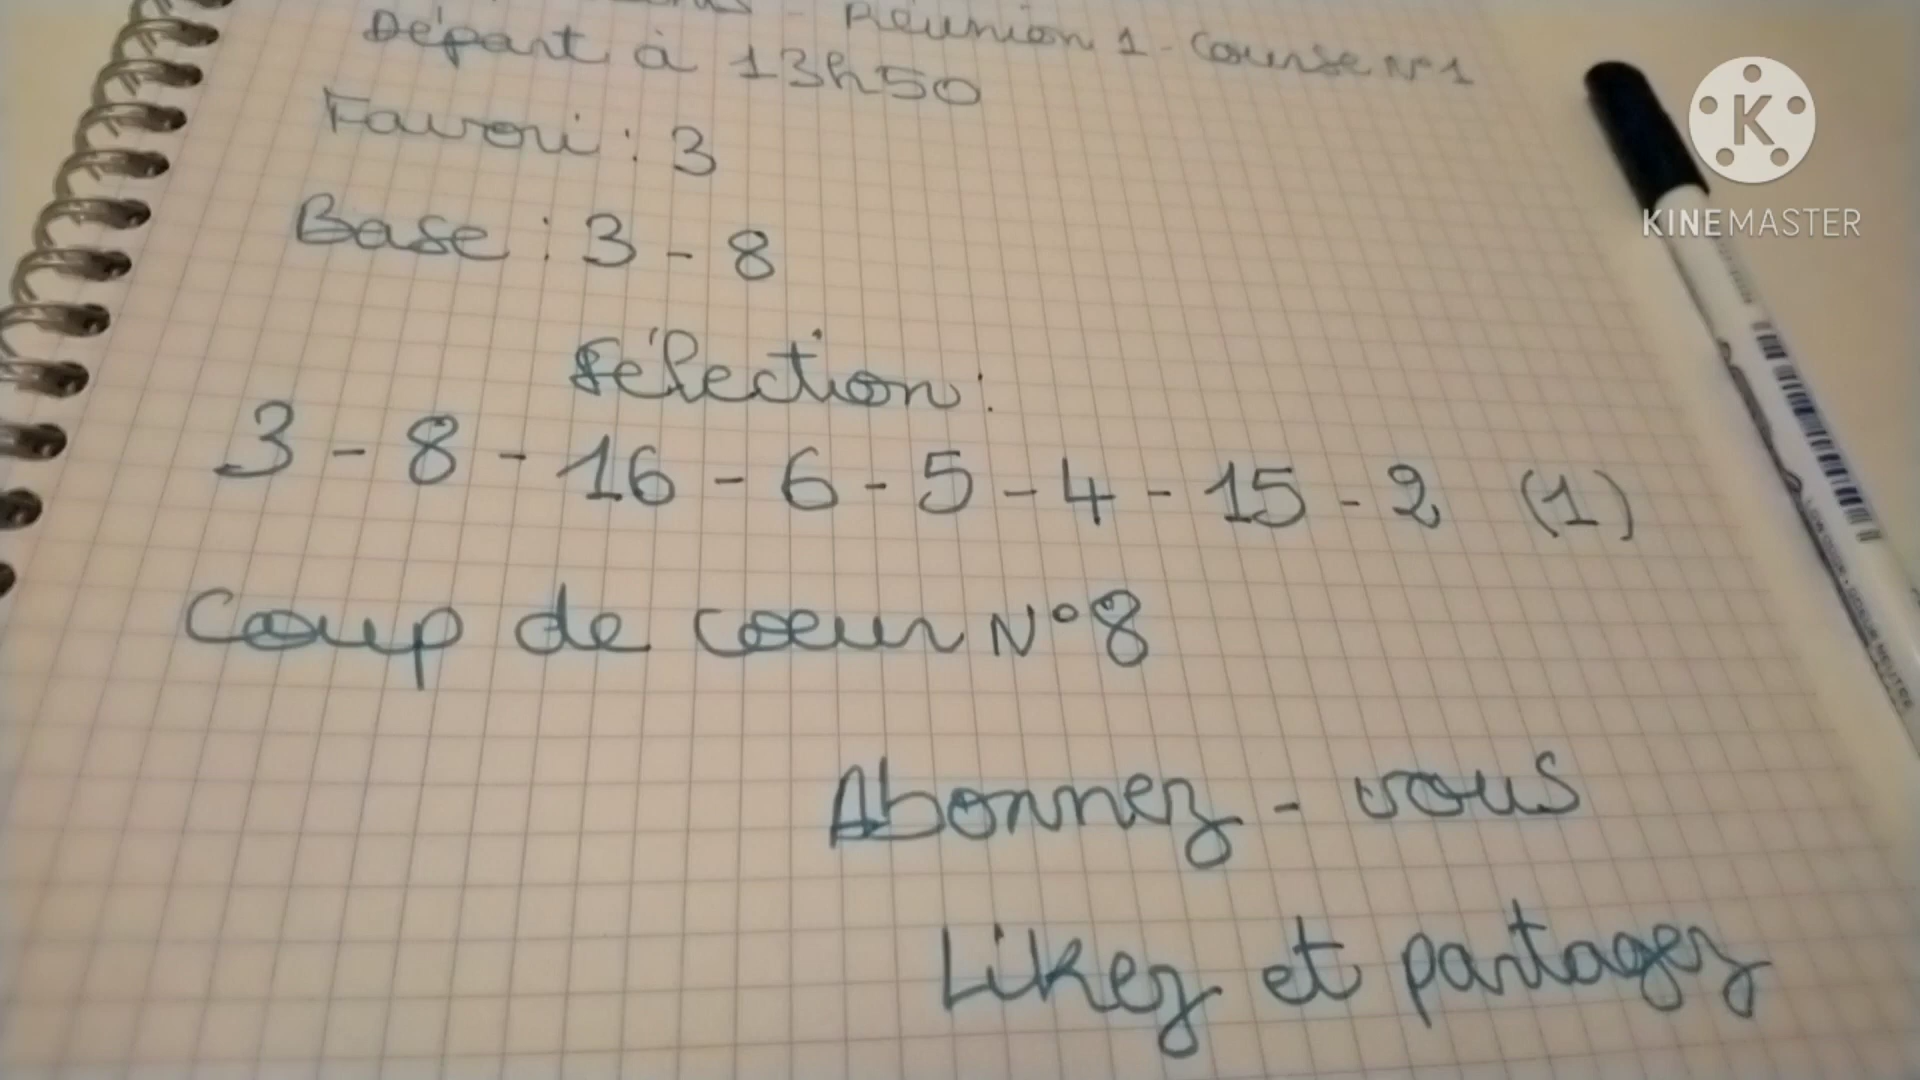 - Réunion 1 - Course N°1
Départ à 13h50
Favori : 3
Base : 3 - 8
Sélection :
3 - 8 - 16 - 6 - 5 - 4 - 15 - 2 (1)
Coup de coeur N°8
Abonnez - vous
Likez et partagez
K
KINEMASTER